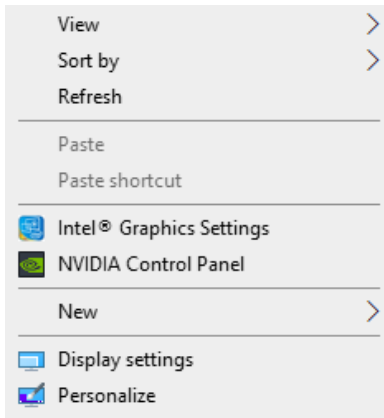 View
Sort by
Refresh
Paste
Paste shortcut
Intel® Graphics Settings
NVIDIA Control Panel
New
Display settings
Personalize